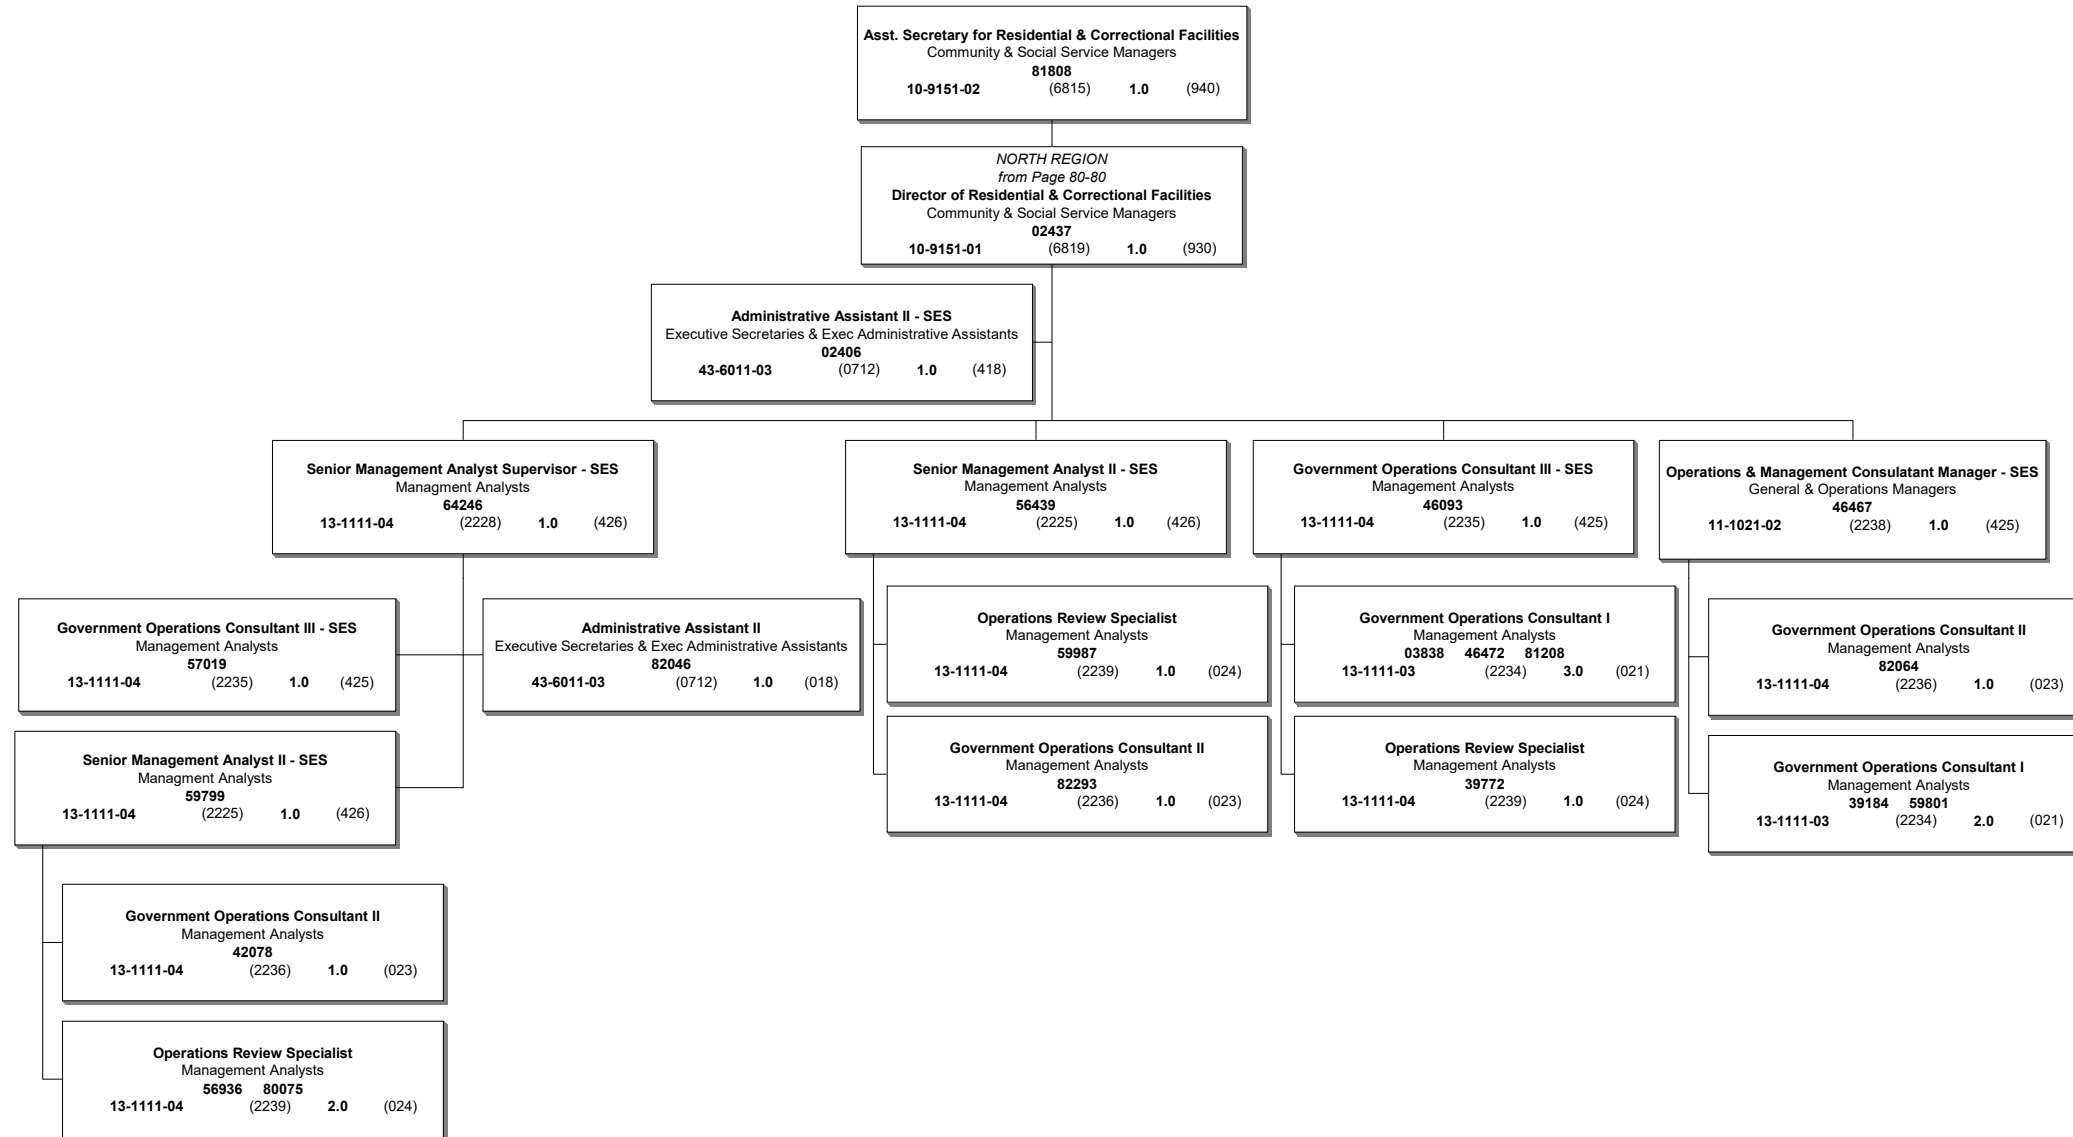 Asst. Secretary for Residential & Correctional Facilities
Community & Social Service Managers
81808
10-9151-02 (6815) 1.0 (940)
NORTH REGION
from Page 80-80
Director of Residential & Correctional Facilities
Community & Social Service Managers
02437
10-9151-01 (6819) 1.0 (930)
Administrative Assistant II - SES
Executive Secretaries & Exec Administrative Assistants
02406
43-6011-03 (0712) 1.0 (418)
Senior Management Analyst Supervisor - SES
Managment Analysts
64246
13-1111-04 (2228) 1.0 (426)
Senior Management Analyst II - SES
Management Analysts
56439
13-1111-04 (2225) 1.0 (426)
Government Operations Consultant III - SES
Management Analysts
46093
13-1111-04 (2235) 1.0 (425)
Operations & Management Consulatant Manager - SES
General & Operations Managers
46467
11-1021-02 (2238) 1.0 (425)
Government Operations Consultant III - SES
Management Analysts
57019
13-1111-04 (2235) 1.0 (425)
Administrative Assistant II
Executive Secretaries & Exec Administrative Assistants
82046
43-6011-03 (0712) 1.0 (018)
Operations Review Specialist
Management Analysts
59987
13-1111-04 (2239) 1.0 (024)
Government Operations Consultant I
Management Analysts
03838 46472 81208
13-1111-03 (2234) 3.0 (021)
Government Operations Consultant II
Management Analysts
82064
13-1111-04 (2236) 1.0 (023)
Senior Management Analyst II - SES
Managment Analysts
59799
13-1111-04 (2225) 1.0 (426)
Government Operations Consultant II
Management Analysts
82293
13-1111-04 (2236) 1.0 (023)
Operations Review Specialist
Management Analysts
39772
13-1111-04 (2239) 1.0 (024)
Government Operations Consultant I
Management Analysts
39184 59801
13-1111-03 (2234) 2.0 (021)
Government Operations Consultant II
Management Analysts
42078
13-1111-04 (2236) 1.0 (023)
Operations Review Specialist
Management Analysts
56936 80075
13-1111-04 (2239) 2.0 (024)